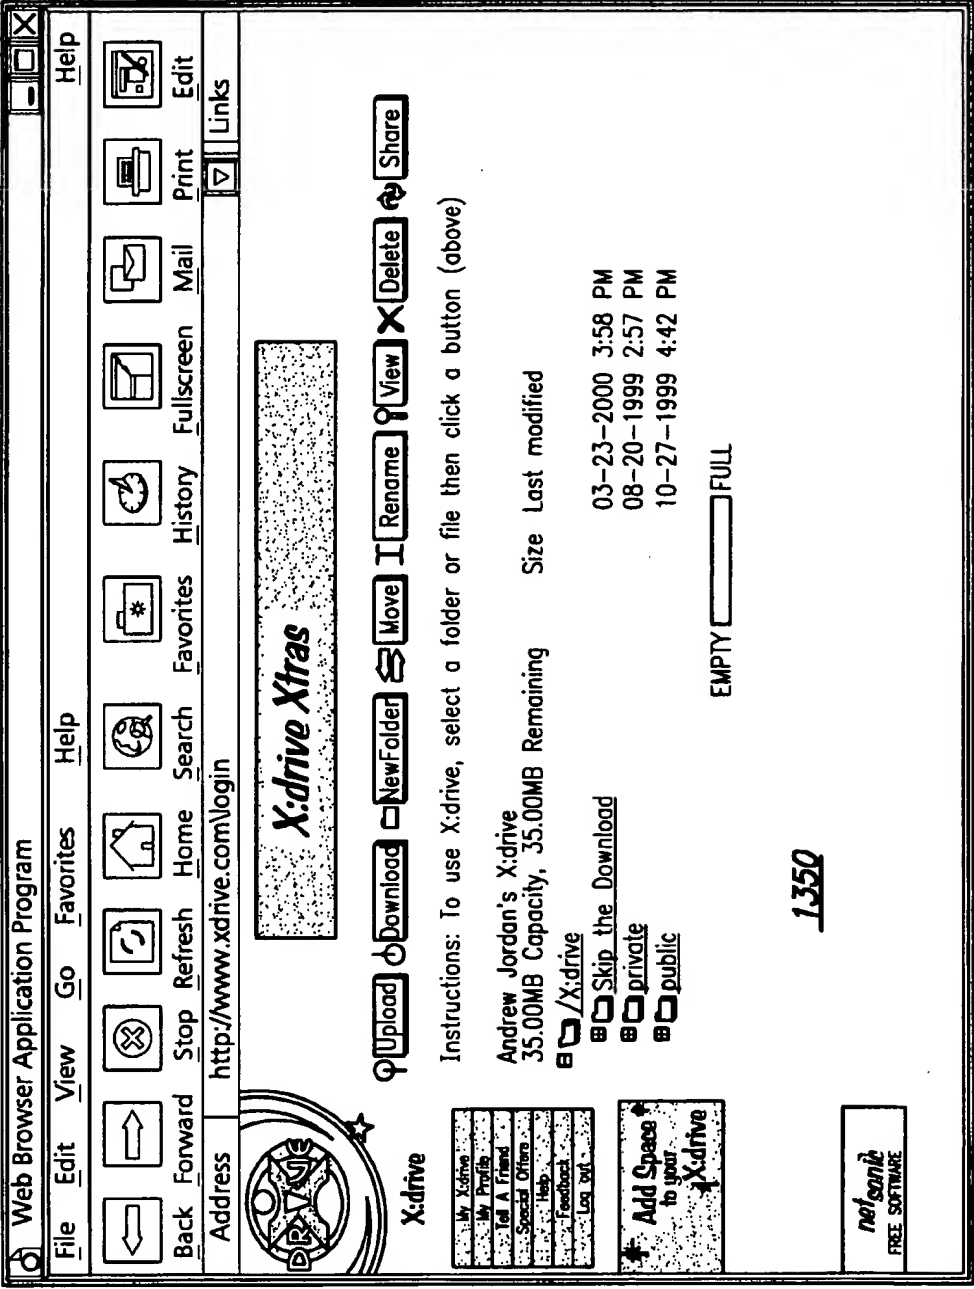 Web Browser Application Program
File Edit View Go Favorites Help Help
Back Forward Stop Refresh Home Search Favorites History Fullscreen Mail Print Edit
Address http://www.xdrive.com\login Links
DRIVE
X:drive
X:drive Xtras
Upload Download NewFolder Move Rename View Delete Share
Instructions: To use X:drive, select a folder or file then click a button (above)
My X:drive
My Profile
Tell A Friend
Special Offers
Help
Feedback
Log out
Andrew Jordan's X:drive
35.00MB Capacity, 35.00MB Remaining Size Last modified
/X:drive
Skip the Download 03-23-2000 3:58 PM
private 08-20-1999 2:57 PM
public 10-27-1999 4:42 PM
Add Space
to your
X:drive
EMPTY FULL
1350
netsonic
FREE SOFTWARE